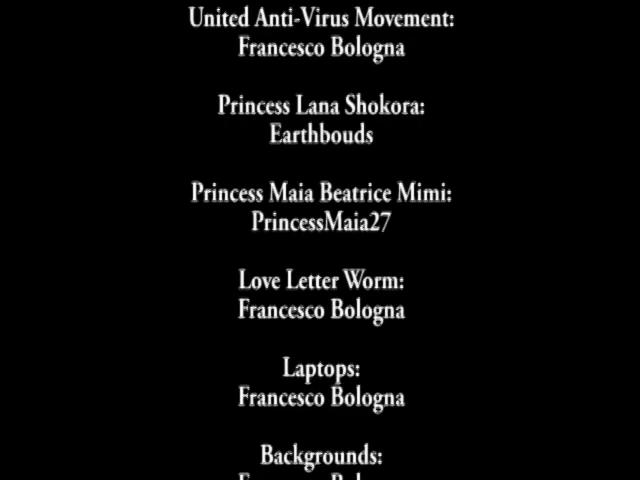 United Anti-Virus Movement:
Francesco Bologna
Princess Lana Shokora:
Earthbouds
Princess Maia Beatrice Mimi:
PrincessMaia27
Love Letter Worm:
Francesco Bologna
Laptops:
Francesco Bologna
Backgrounds: